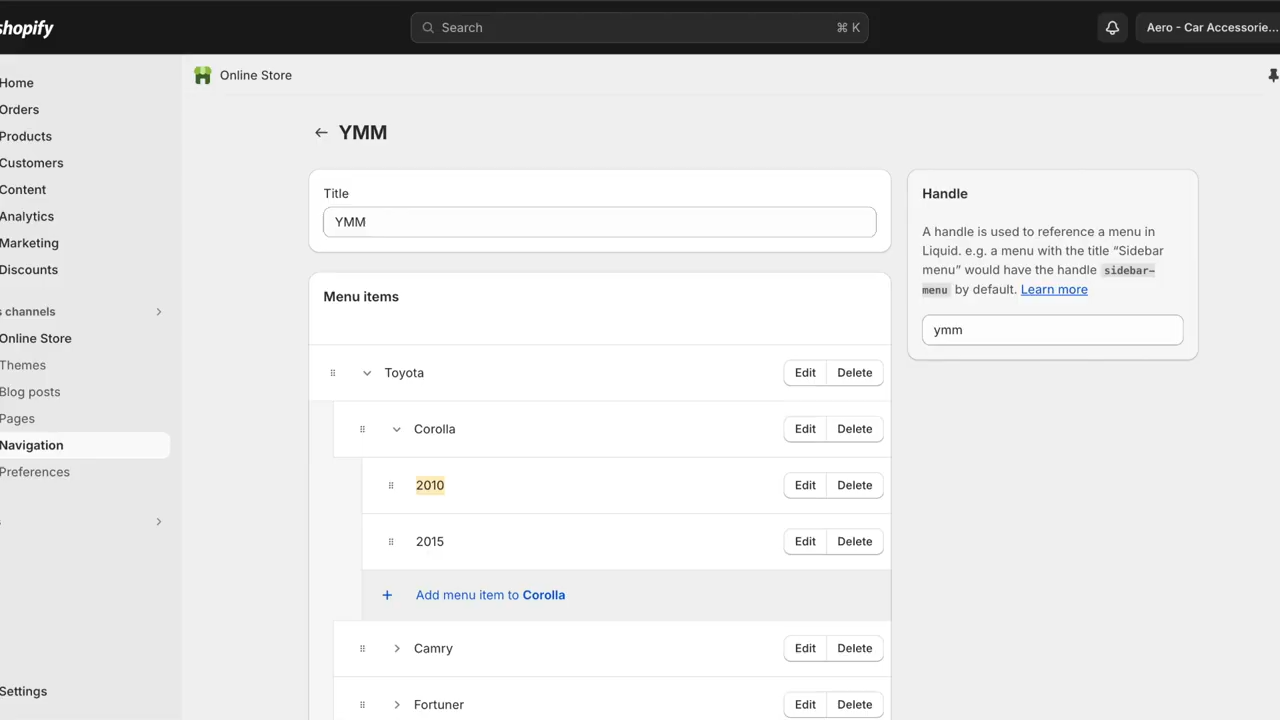 shopify
Search
⌘ K
Aero - Car Accessorie...
Home
Orders
Products
Customers
Content
Analytics
Marketing
Discounts
s channels
Online Store
Themes
Blog posts
Pages
Navigation
Preferences
Settings
Online Store
YMM
Title
YMM
Menu items
Toyota
Edit
Delete
Corolla
Edit
Delete
2010
Edit
Delete
2015
Edit
Delete
Add menu item to Corolla
Camry
Edit
Delete
Fortuner
Edit
Delete
Handle
A handle is used to reference a menu in
Liquid. e.g. a menu with the title “Sidebar
menu” would have the handle sidebar-
menu by default. Learn more
ymm